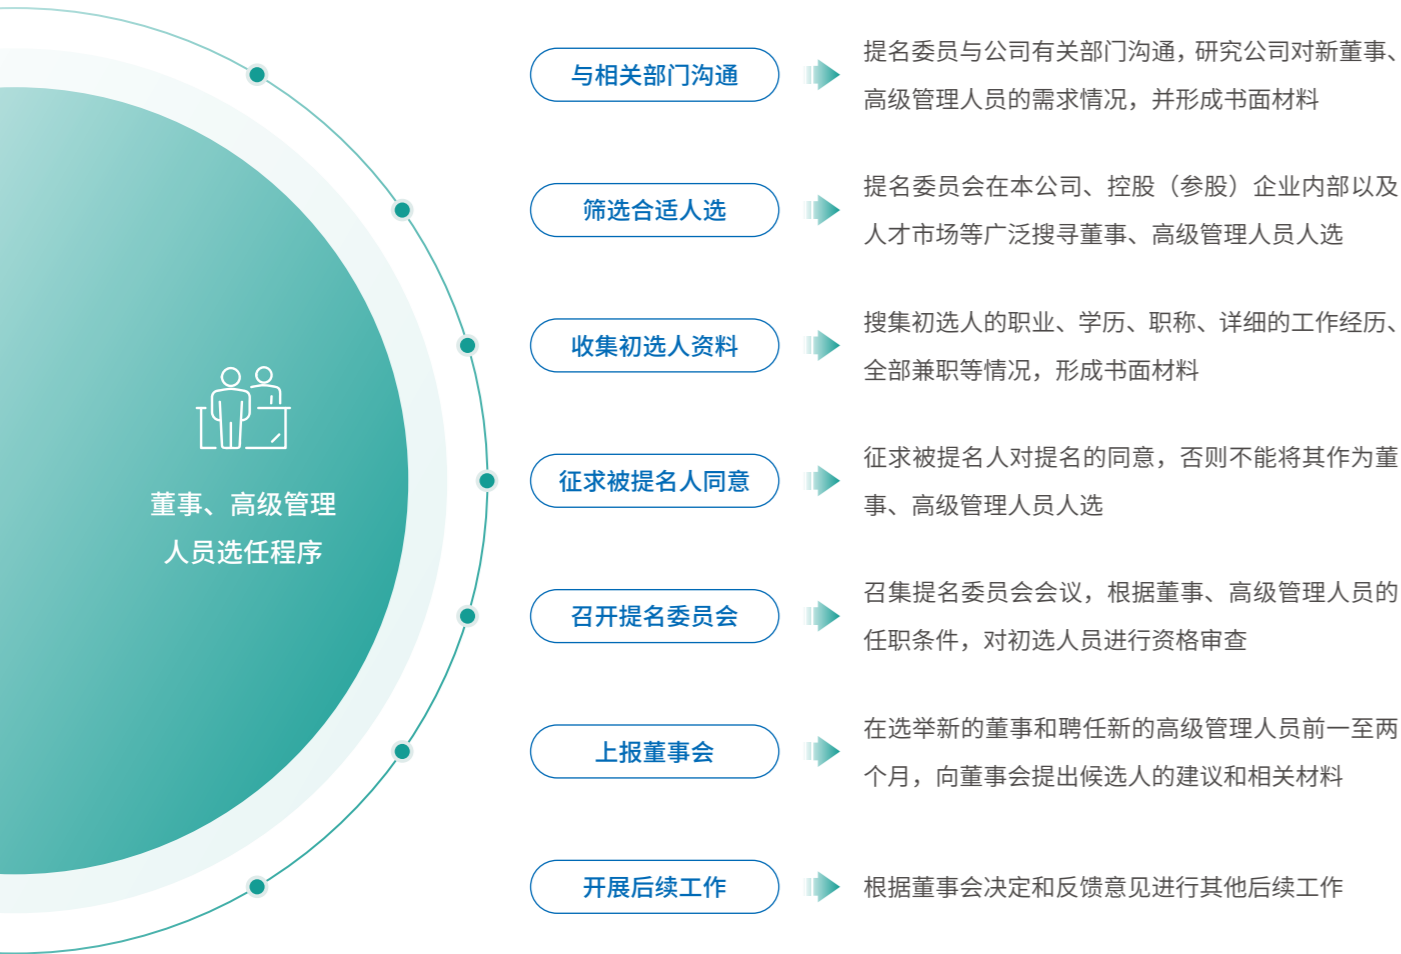 董事、高级管理
人员选任程序
与相关部门沟通
提名委员与公司有关部门沟通，研究公司对新董事、
高级管理人员的需求情况，并形成书面材料
筛选合适人选
提名委员会在本公司、控股（参股）企业内部以及
人才市场等广泛搜寻董事、高级管理人员人选
收集初选人资料
搜集初选人的职业、学历、职称、详细的工作经历、
全部兼职等情况，形成书面材料
征求被提名人同意
征求被提名人对提名的同意，否则不能将其作为董
事、高级管理人员人选
召开提名委员会
召集提名委员会会议，根据董事、高级管理人员的
任职条件，对初选人员进行资格审查
上报董事会
在选举新的董事和聘任新的高级管理人员前一至两
个月，向董事会提出候选人的建议和相关材料
开展后续工作
根据董事会决定和反馈意见进行其他后续工作